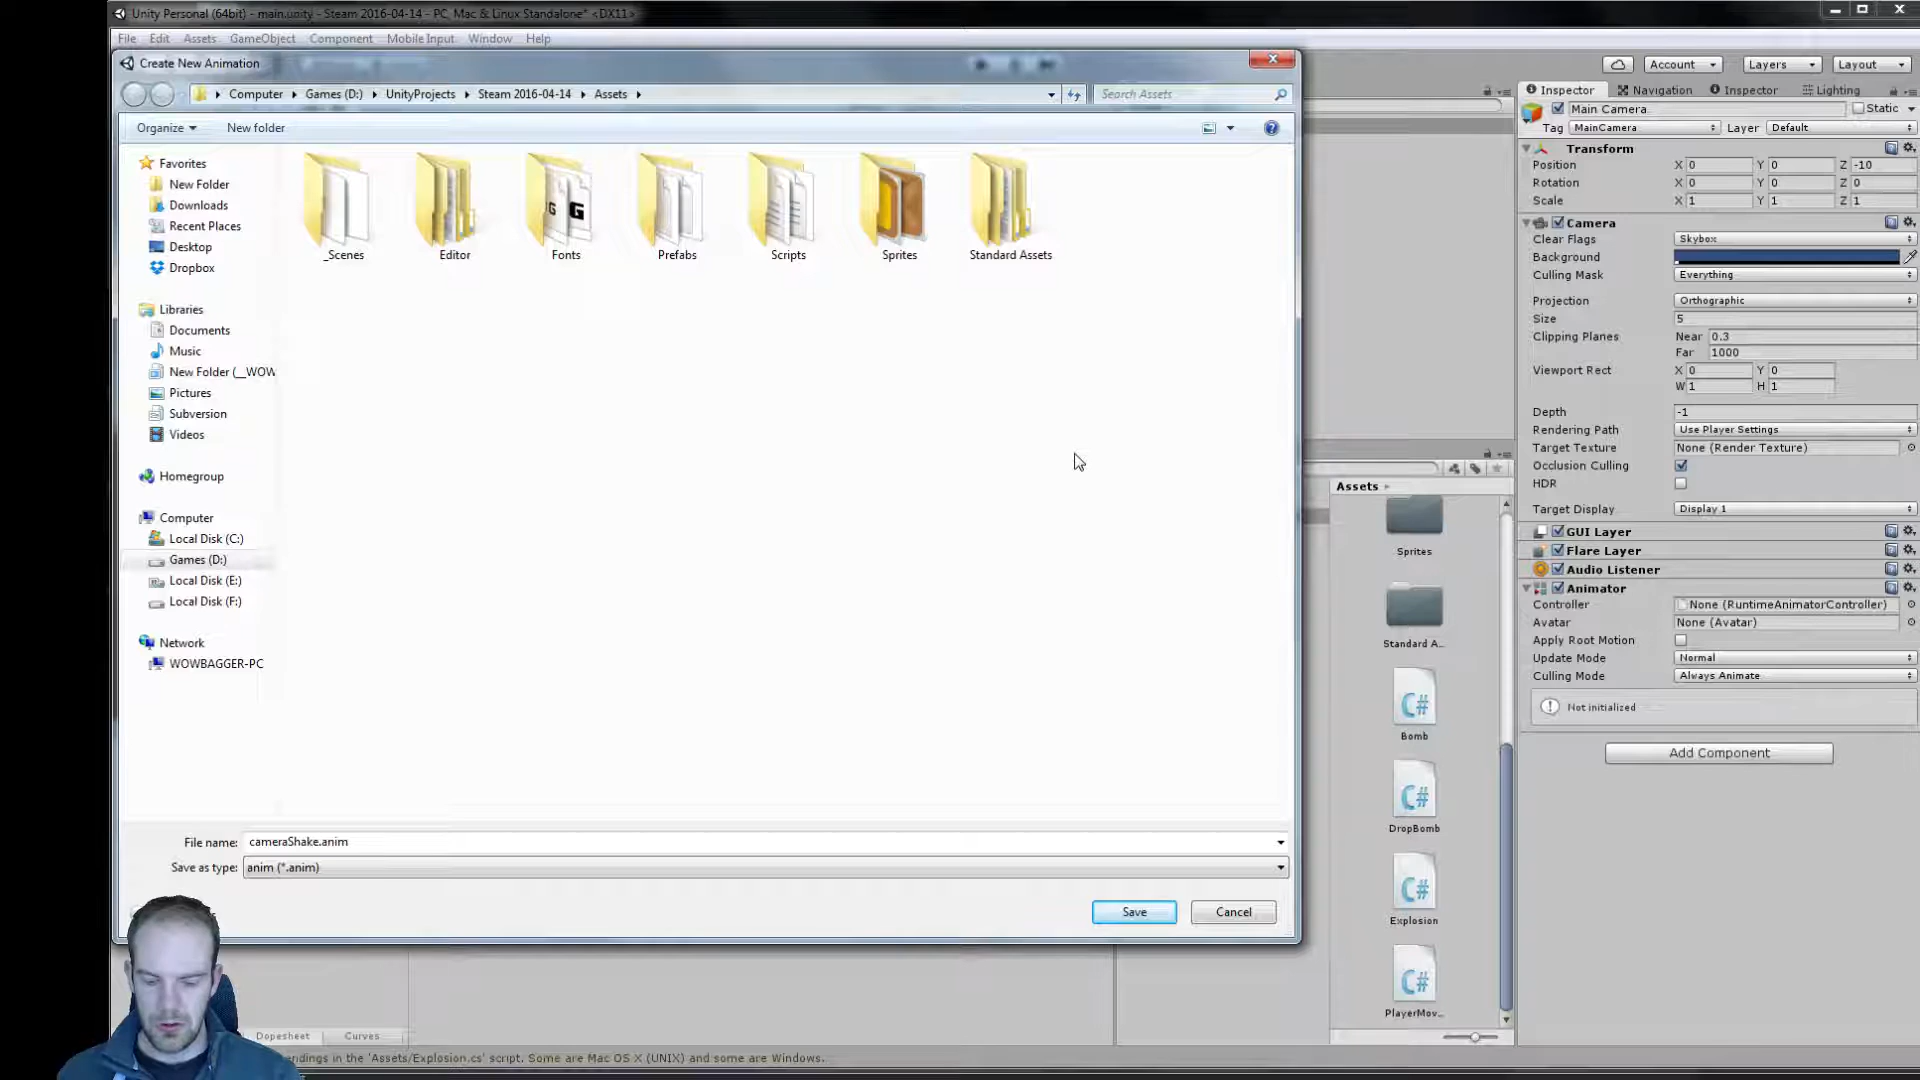 Unity Personal (64bit) - main.unity - Steam 2016-04-14 - PC, Mac & Linux Standalone* <DX11>
File Edit Assets GameObject Component Mobile Input Window Help
Create New Animation
Computer Games (D:) UnityProjects Steam 2016-04-14 Assets
Search Assets
Organize New folder
Favorites
New Folder
Downloads
Recent Places
Desktop
Dropbox
Libraries
Documents
Music
New Folder (__WOW
Pictures
Subversion
Videos
Homegroup
Computer
Local Disk (C:)
Games (D:)
Local Disk (E:)
Local Disk (F:)
Network
WOWBAGGER-PC
_Scenes Editor Fonts Prefabs Scripts Sprites Standard Assets
File name: cameraShake.anim
Save as type: anim (*.anim)
Save Cancel
Dopesheet Curves
endings in the 'Assets/Explosion.cs' script. Some are Mac OS X (UNIX) and some are Windows.
Assets
Sprites
Standard A...
C#
Bomb
C#
DropBomb
C#
Explosion
C#
PlayerMov...
Account Layers Layout
Inspector Navigation Inspector Lighting
Main Camera Static
Tag MainCamera Layer Default
Transform
Position X 0 Y 0 Z -10
Rotation X 0 Y 0 Z 0
Scale X 1 Y 1 Z 1
Camera
Clear Flags Skybox
Background
Culling Mask Everything
Projection Orthographic
Size 5
Clipping Planes Near 0.3
Far 1000
Viewport Rect X 0 Y 0
W 1 H 1
Depth -1
Rendering Path Use Player Settings
Target Texture None (Render Texture)
Occlusion Culling
HDR
Target Display Display 1
GUI Layer
Flare Layer
Audio Listener
Animator
Controller None (RuntimeAnimatorController)
Avatar None (Avatar)
Apply Root Motion
Update Mode Normal
Culling Mode Always Animate
Not initialized
Add Component